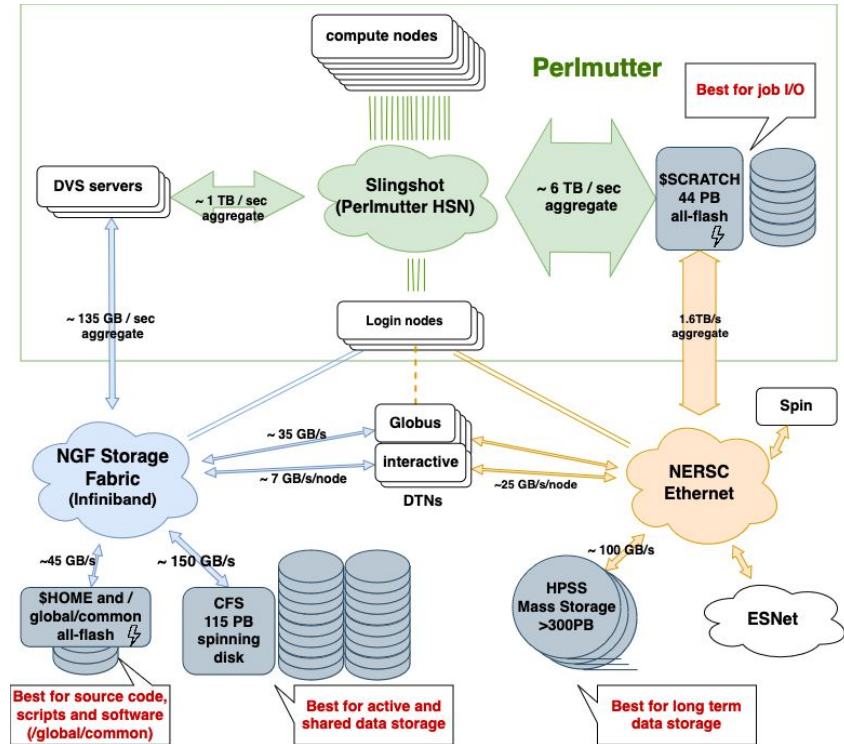 compute nodes
Perlmutter
Best for job I/O
DVS servers
~ 1 TB / sec
aggregate
Slingshot
(Perlmutter HSN)
~ 6 TB / sec
aggregate
$SCRATCH
44 PB
all-flash
~ 135 GB / sec
aggregate
Login nodes
1.6TB/s
aggregate
Spin
NGF Storage
Fabric
(Infiniband)
~ 35 GB/s
~ 7 GB/s/node
Globus
interactive
DTNs
~25 GB/s/node
NERSC
Ethernet
~45 GB/s
~ 150 GB/s
~ 100 GB/s
$HOME and /
global/common
all-flash
CFS
115 PB
spinning
disk
HPSS
Mass Storage
>300PB
ESNet
Best for source code,
scripts and software
(/global/common)
Best for active and
shared data storage
Best for long term
data storage